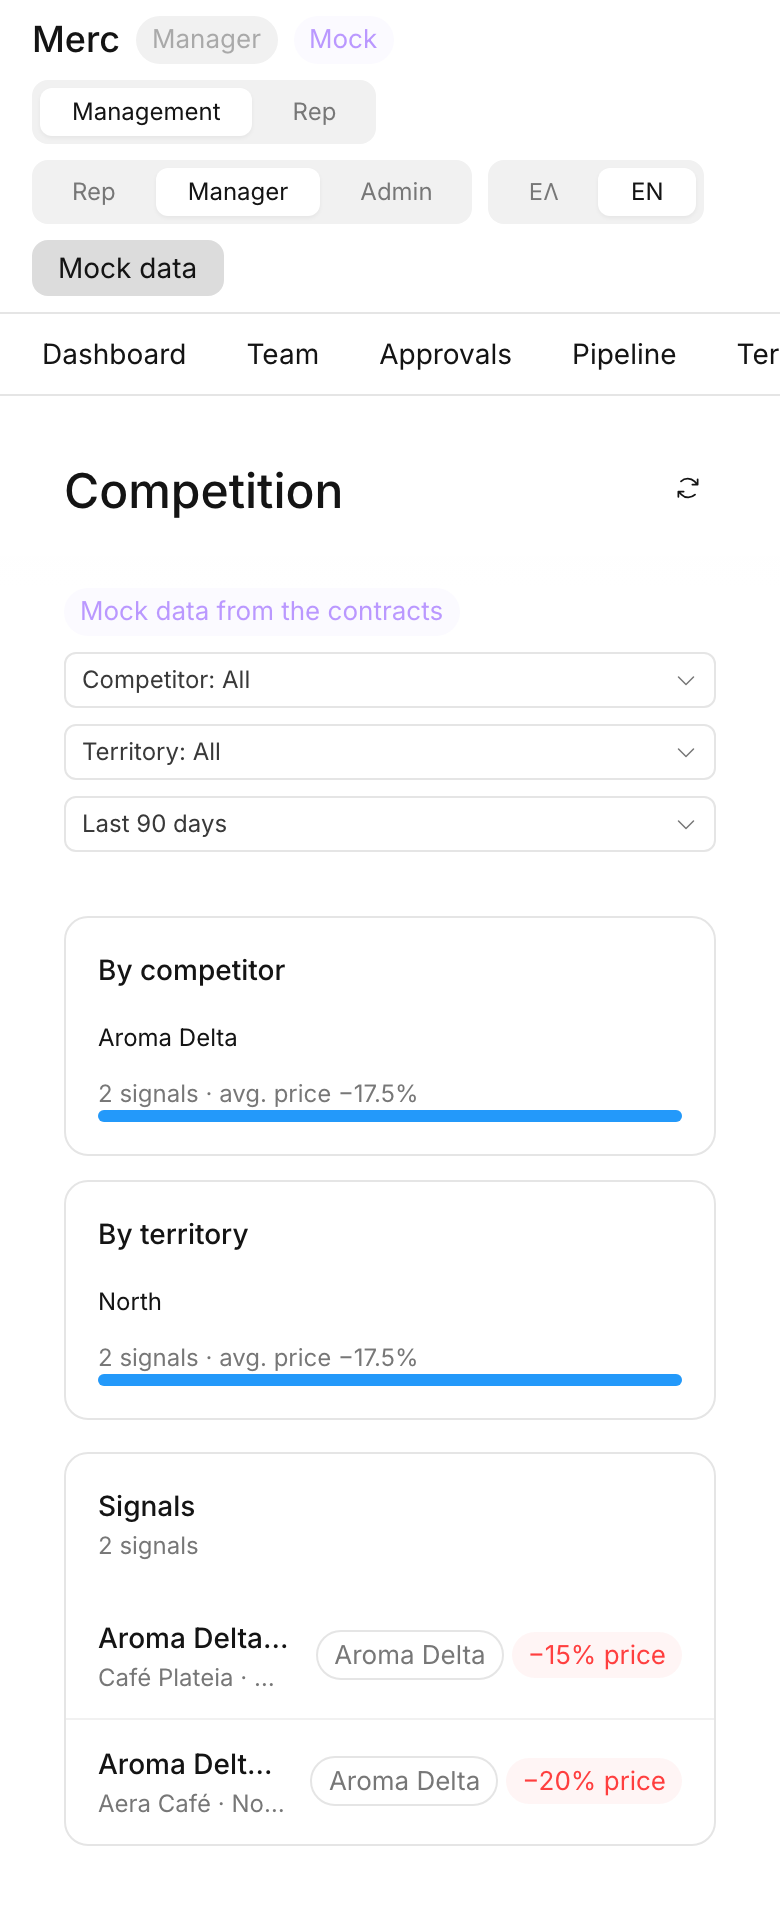 Merc Manager Mock
Management Rep
Rep Manager Admin ΕΛ EN
Mock data
Dashboard Team Approvals Pipeline Ter
Competition
Mock data from the contracts
Competitor: All
Territory: All
Last 90 days
By competitor
Aroma Delta
2 signals · avg. price −17.5%
By territory
North
2 signals · avg. price −17.5%
Signals
2 signals
Aroma Delta... Aroma Delta −15% price
Café Plateia · ...
Aroma Delt... Aroma Delta −20% price
Aera Café · No...